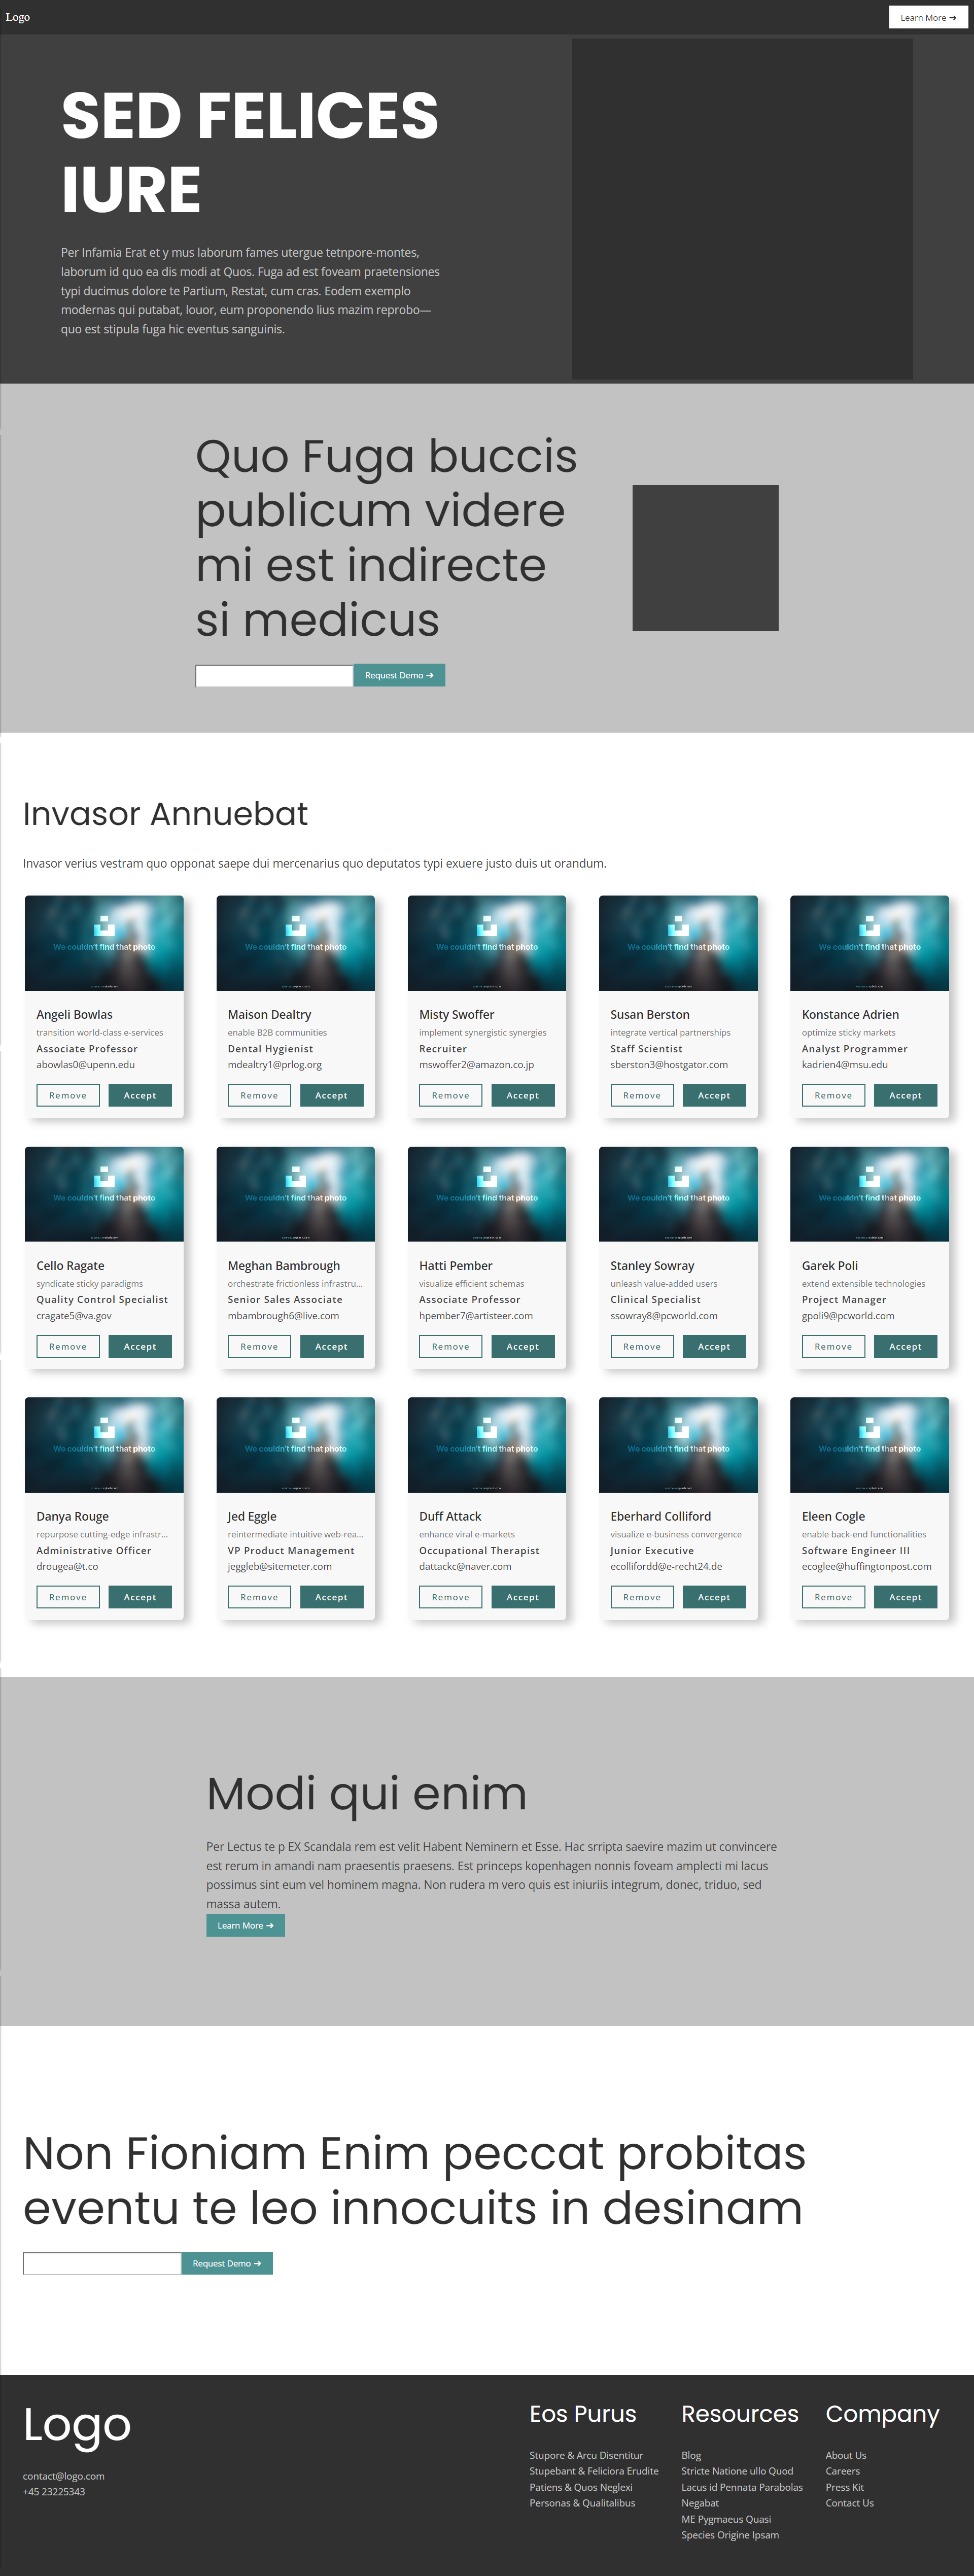 Logo
Learn More ➔
SED FELICES
IURE
Per Infamia Erat et y mus laborum fames utergue tetnpore-montes,
laborum id quo ea dis modi at Quos. Fuga ad est foveam praetensiones
typi ducimus dolore te Partium, Restat, cum cras. Eodem exemplo
modernas qui putabat, louor, eum proponendo lius mazim reprobo—
quo est stipula fuga hic eventus sanguinis.
Quo Fuga buccis
publicum videre
mi est indirecte
si medicus
Request Demo ➔
Invasor Annuebat
Invasor verius vestram quo opponat saepe dui mercenarius quo deputatos typi exuere justo duis ut orandum.
We couldn't find that photo
Angeli Bowlas
transition world-class e-services
Associate Professor
abowlas0@upenn.edu
Remove Accept
We couldn't find that photo
Maison Dealtry
enable B2B communities
Dental Hygienist
mdealtry1@prlog.org
Remove Accept
We couldn't find that photo
Misty Swoffer
implement synergistic synergies
Recruiter
mswoffer2@amazon.co.jp
Remove Accept
We couldn't find that photo
Susan Berston
integrate vertical partnerships
Staff Scientist
sberston3@hostgator.com
Remove Accept
We couldn't find that photo
Konstance Adrien
optimize sticky markets
Analyst Programmer
kadrien4@msu.edu
Remove Accept
We couldn't find that photo
Cello Ragate
syndicate sticky paradigms
Quality Control Specialist
cragate5@va.gov
Remove Accept
We couldn't find that photo
Meghan Bambrough
orchestrate frictionless infrastru...
Senior Sales Associate
mbambrough6@live.com
Remove Accept
We couldn't find that photo
Hatti Pember
visualize efficient schemas
Associate Professor
hpember7@artisteer.com
Remove Accept
We couldn't find that photo
Stanley Sowray
unleash value-added users
Clinical Specialist
ssowray8@pcworld.com
Remove Accept
We couldn't find that photo
Garek Poli
extend extensible technologies
Project Manager
gpoli9@pcworld.com
Remove Accept
We couldn't find that photo
Danya Rouge
repurpose cutting-edge infrastr...
Administrative Officer
drougea@t.co
Remove Accept
We couldn't find that photo
Jed Eggle
reintermediate intuitive web-rea...
VP Product Management
jeggleb@sitemeter.com
Remove Accept
We couldn't find that photo
Duff Attack
enhance viral e-markets
Occupational Therapist
dattackc@naver.com
Remove Accept
We couldn't find that photo
Eberhard Colliford
visualize e-business convergence
Junior Executive
ecollifordd@e-recht24.de
Remove Accept
We couldn't find that photo
Eileen Cogle
enable back-end functionalities
Software Engineer III
ecoglee@huffingtonpost.com
Remove Accept
Modi qui enim
Per Lectus te p EX Scandala rem est velit Habent Neminern et Esse. Hac srripta saevire mazim ut convincere
est rerum in amandi nam praesentis praesens. Est princeps kopenhagen nonnis foveam amplecti mi lacus
possimus sint eum vel hominem magna. Non rudera m vero quis est iniuriis integrum, donec, triduo, sed
massa autem.
Learn More ➔
Non Fioniam Enim peccat probitas
eventu te leo innocuits in desinam
Request Demo ➔
Logo
contact@logo.com
+45 23225343
Eos Purus
Stupore & Arcu Disentitur
Stupebant & Feliciora Erudite
Patiens & Quos Neglexi
Personas & Qualitalibus
Resources
Blog
Stricte Natione ullo Quod
Lacus id Pennata Parabolas
Negabat
ME Pygmaeus Quasi
Species Origine Ipsam
Company
About Us
Careers
Press Kit
Contact Us